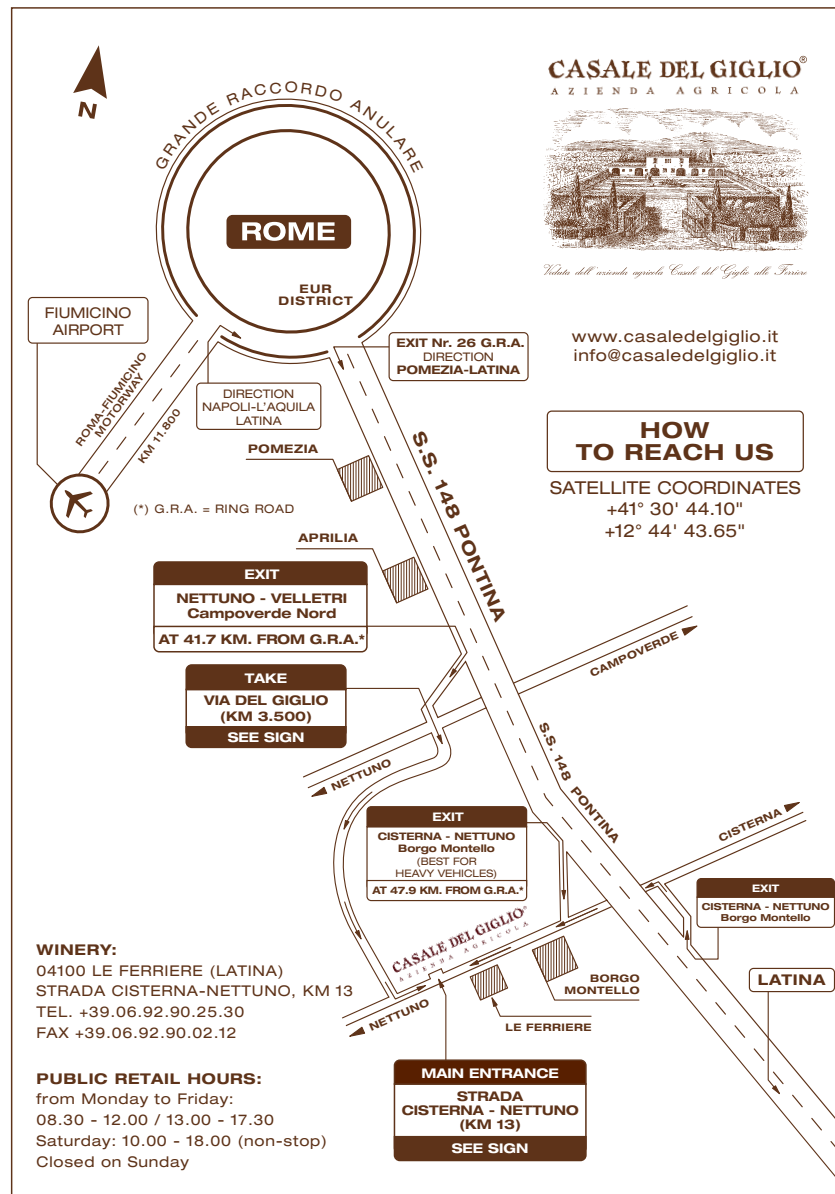 N
GRANDE RACCORDO ANULARE
ROME
EUR
DISTRICT
CASALE DEL GIGLIO®
AZIENDA AGRICOLA
Veduta dell'azienda agricola Casale del Giglio alle Ferriere
www.casaledelgiglio.it
info@casaledelgiglio.it
FIUMICINO
AIRPORT
ROMA-FIUMICINO
MOTORWAY
KM 11.800
DIRECTION
NAPOLI-L'AQUILA
LATINA
EXIT Nr. 26 G.R.A.
DIRECTION
POMEZIA-LATINA
HOW
TO REACH US
SATELLITE COORDINATES
+41° 30' 44.10"
+12° 44' 43.65"
POMEZIA
S.S. 148 PONTINA
(*) G.R.A. = RING ROAD
APRILIA
EXIT
NETTUNO - VELLETRI
Campoverde Nord
AT 41.7 KM. FROM G.R.A.*
CAMPOVERDE
TAKE
VIA DEL GIGLIO
(KM 3.500)
SEE SIGN
NETTUNO
S.S. 148 PONTINA
EXIT
CISTERNA - NETTUNO
Borgo Montello
(BEST FOR
HEAVY VEHICLES)
AT 47.9 KM. FROM G.R.A.*
CISTERNA
EXIT
CISTERNA - NETTUNO
Borgo Montello
CASALE DEL GIGLIO®
AZIENDA AGRICOLA
BORGO
MONTELLO
LATINA
NETTUNO
LE FERRIERE
MAIN ENTRANCE
STRADA
CISTERNA - NETTUNO
(KM 13)
SEE SIGN
WINERY:
04100 LE FERRIERE (LATINA)
STRADA CISTERNA-NETTUNO, KM 13
TEL. +39.06.92.90.25.30
FAX +39.06.92.90.02.12
PUBLIC RETAIL HOURS:
from Monday to Friday:
08.30 - 12.00 / 13.00 - 17.30
Saturday: 10.00 - 18.00 (non-stop)
Closed on Sunday